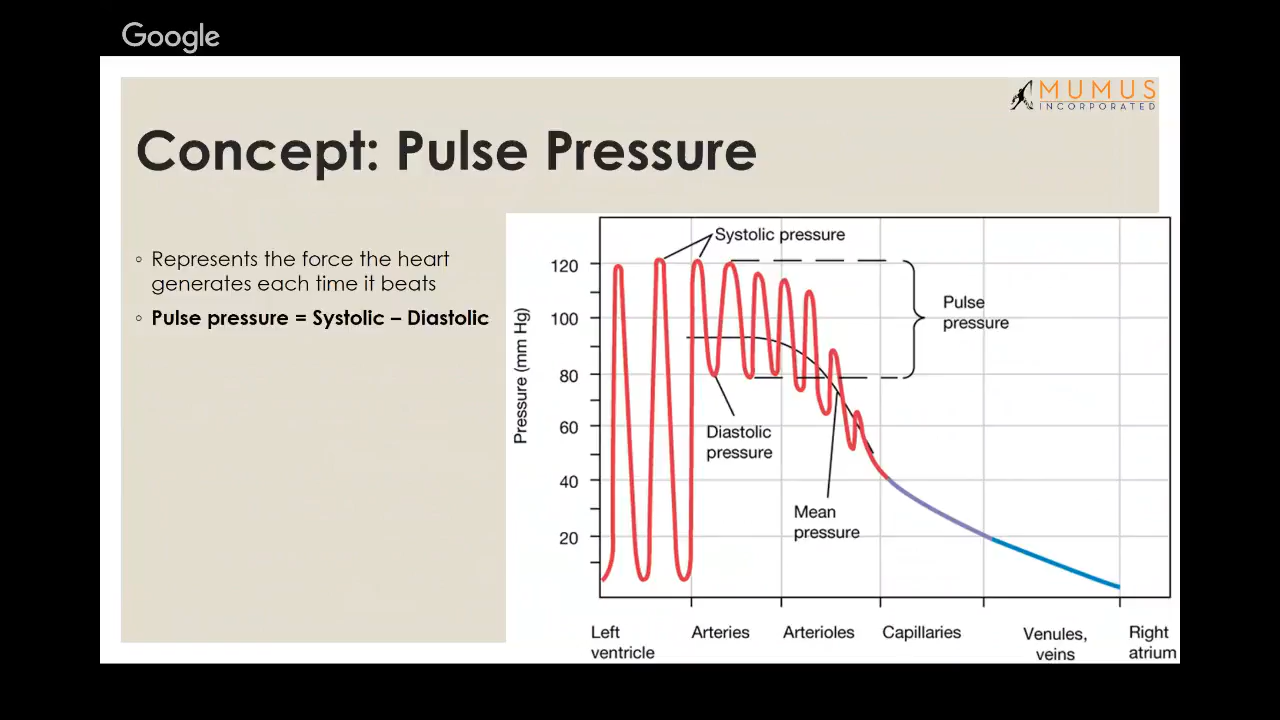 Google
MUMUS
INCORPORATED
Concept: Pulse Pressure
◦ Represents the force the heart
generates each time it beats
◦ Pulse pressure = Systolic – Diastolic
Pressure (mm Hg)
120
100
80
60
40
20
Systolic pressure
Pulse
pressure
Diastolic
pressure
Mean
pressure
Left
ventricle
Arteries
Arterioles
Capillaries
Venules,
veins
Right
atrium